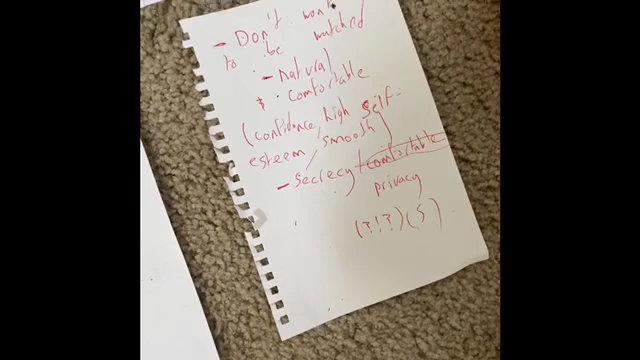 - Don't want
to be watched
- natural
& comfortable
(confidence, high self-
esteem / smooth)
- secrecy / comfortable
privacy
(?!?) (S)